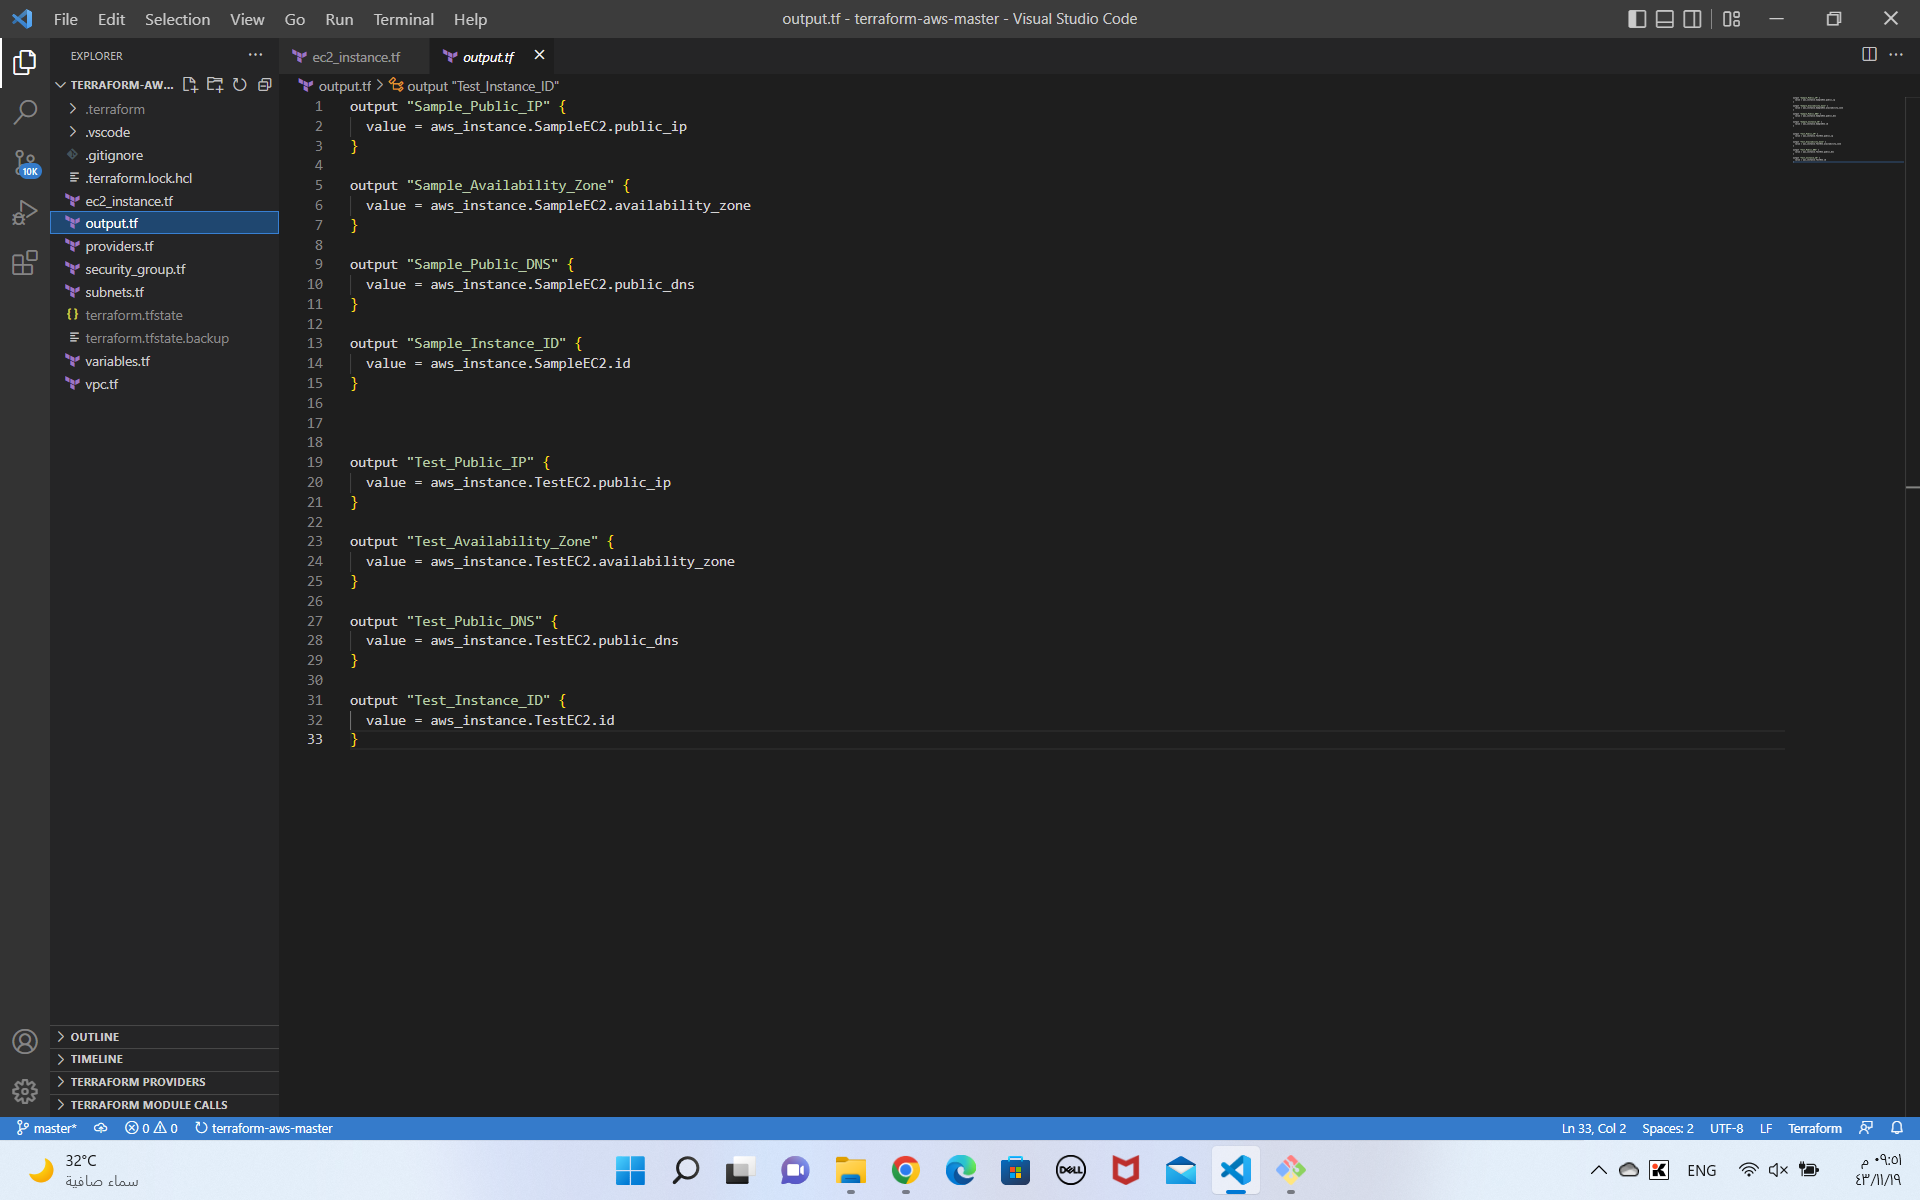 File Edit Selection View Go Run Terminal Help
output.tf - terraform-aws-master - Visual Studio Code
EXPLORER
TERRAFORM-AW...
.terraform
.vscode
.gitignore
.terraform.lock.hcl
ec2_instance.tf
output.tf
providers.tf
security_group.tf
subnets.tf
terraform.tfstate
terraform.tfstate.backup
variables.tf
vpc.tf
OUTLINE
TIMELINE
TERRAFORM PROVIDERS
TERRAFORM MODULE CALLS
10K
ec2_instance.tf output.tf
output.tf > output "Test_Instance_ID"
1 output "Sample_Public_IP" {
2 value = aws_instance.SampleEC2.public_ip
3 }
4
5 output "Sample_Availability_Zone" {
6 value = aws_instance.SampleEC2.availability_zone
7 }
8
9 output "Sample_Public_DNS" {
10 value = aws_instance.SampleEC2.public_dns
11 }
12
13 output "Sample_Instance_ID" {
14 value = aws_instance.SampleEC2.id
15 }
16
17
18
19 output "Test_Public_IP" {
20 value = aws_instance.TestEC2.public_ip
21 }
22
23 output "Test_Availability_Zone" {
24 value = aws_instance.TestEC2.availability_zone
25 }
26
27 output "Test_Public_DNS" {
28 value = aws_instance.TestEC2.public_dns
29 }
30
31 output "Test_Instance_ID" {
32 value = aws_instance.TestEC2.id
33 }
master* 0 0 terraform-aws-master
Ln 33, Col 2 Spaces: 2 UTF-8 LF Terraform
32°C
سماء صافية
DELL
K
ENG
٠٩:٥١ م
٤٣/١١/١٩